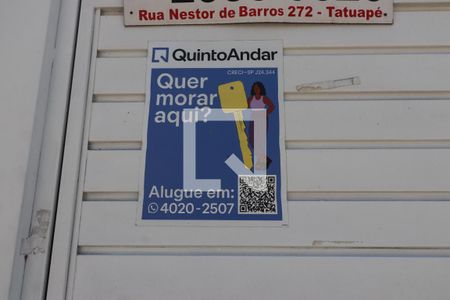 Rua Nestor de Barros 272 - Tatuapé
QuintoAndar
CRECI-SP J24.344
Quer
morar
aqui?
Alugue em:
4020-2507